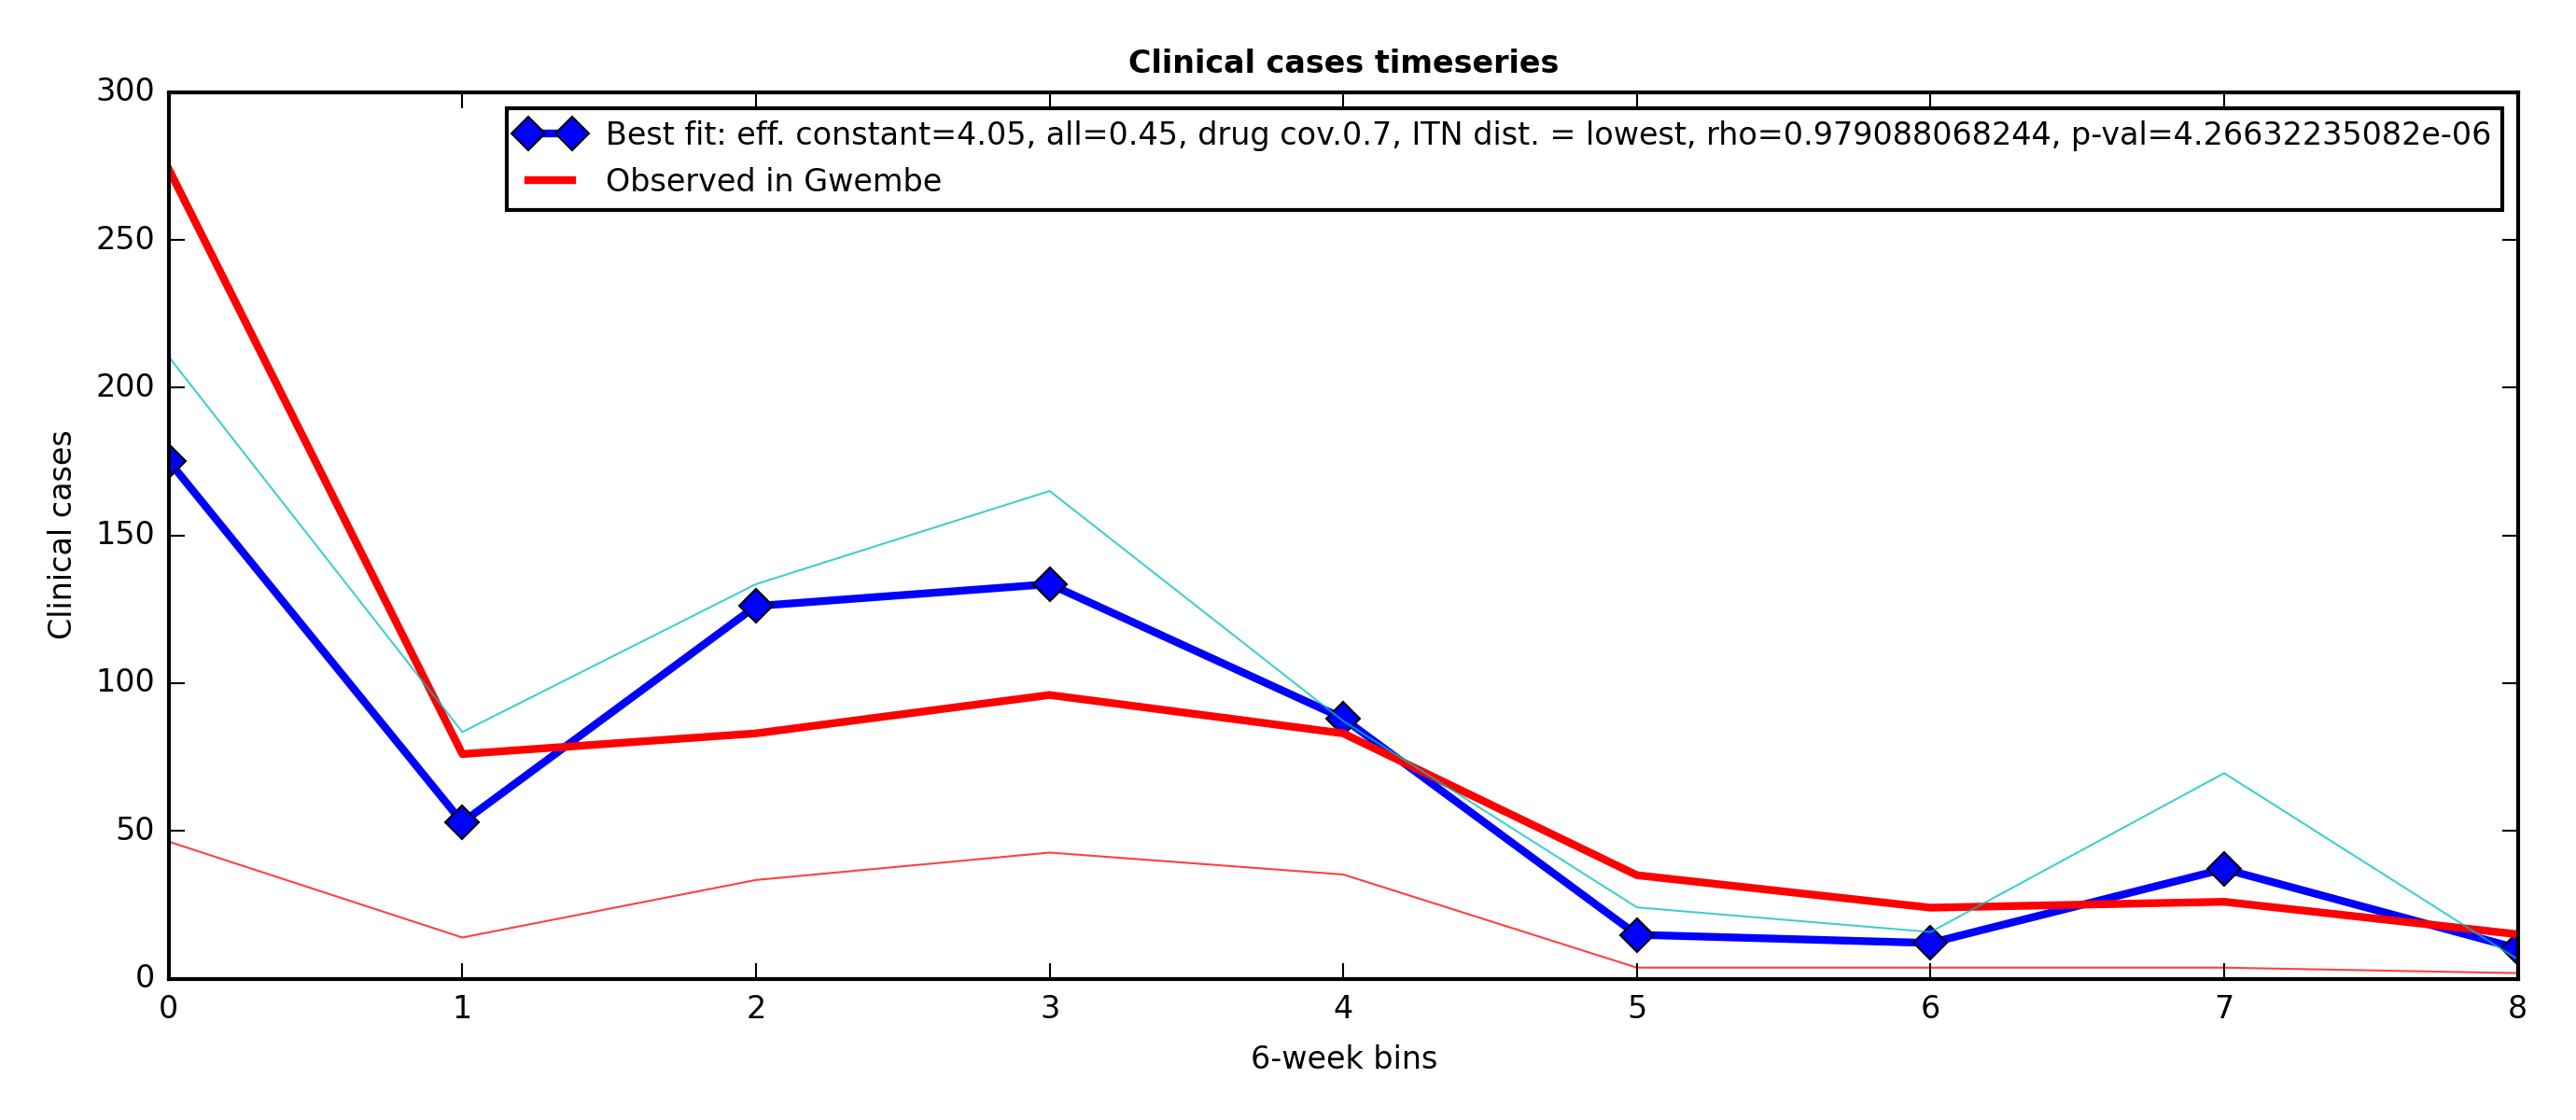 Clinical cases timeseries
Best fit: eff. constant=4.05, all=0.45, drug cov.0.7, ITN dist. = lowest, rho=0.979088068244, p-val=4.26632235082e-06
Observed in Gwembe
300
250
200
150
100
50
0
Clinical cases
0 1 2 3 4 5 6 7 8
6-week bins